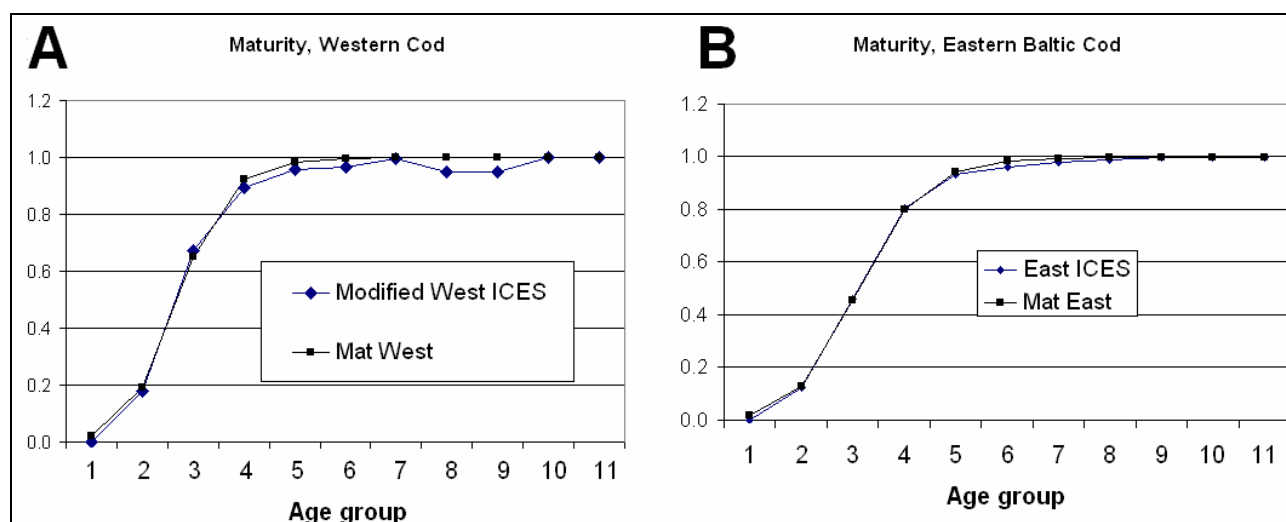 A
Maturity, Western Cod
1.2
1.0
0.8
0.6
0.4
0.2
0.0
Modified West ICES
Mat West
1 2 3 4 5 6 7 8 9 10 11
Age group
B
Maturity, Eastern Baltic Cod
1.2
1.0
0.8
0.6
0.4
0.2
0.0
East ICES
Mat East
1 2 3 4 5 6 7 8 9 10 11
Age group